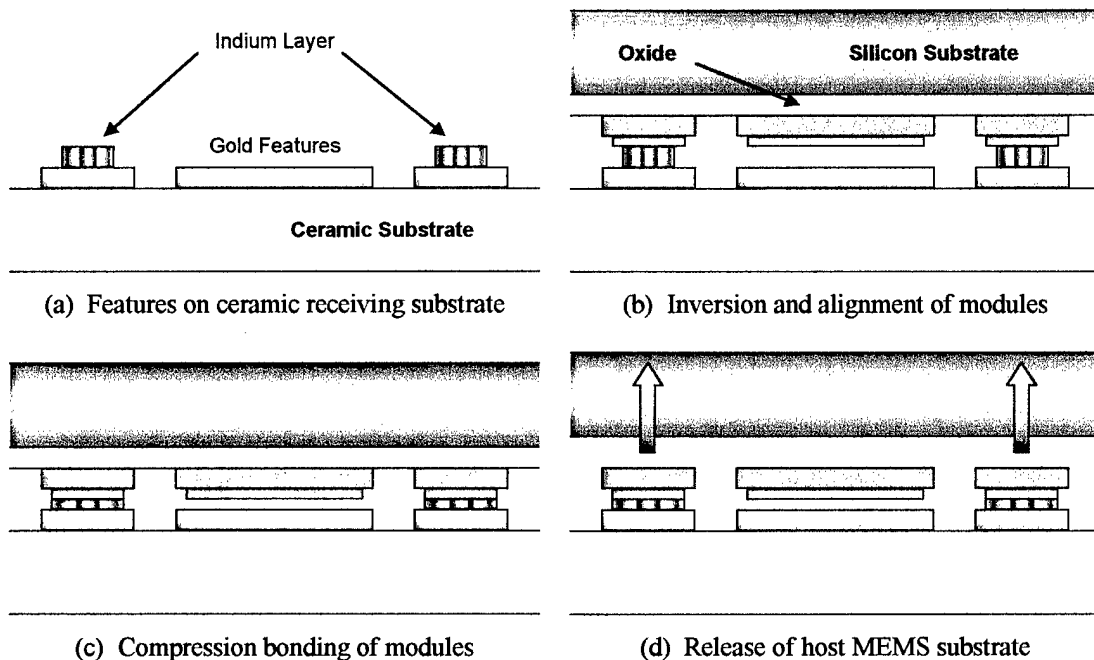 Indium Layer
Gold Features
Ceramic Substrate
(a) Features on ceramic receiving substrate
Oxide
Silicon Substrate
(b) Inversion and alignment of modules
(c) Compression bonding of modules
(d) Release of host MEMS substrate